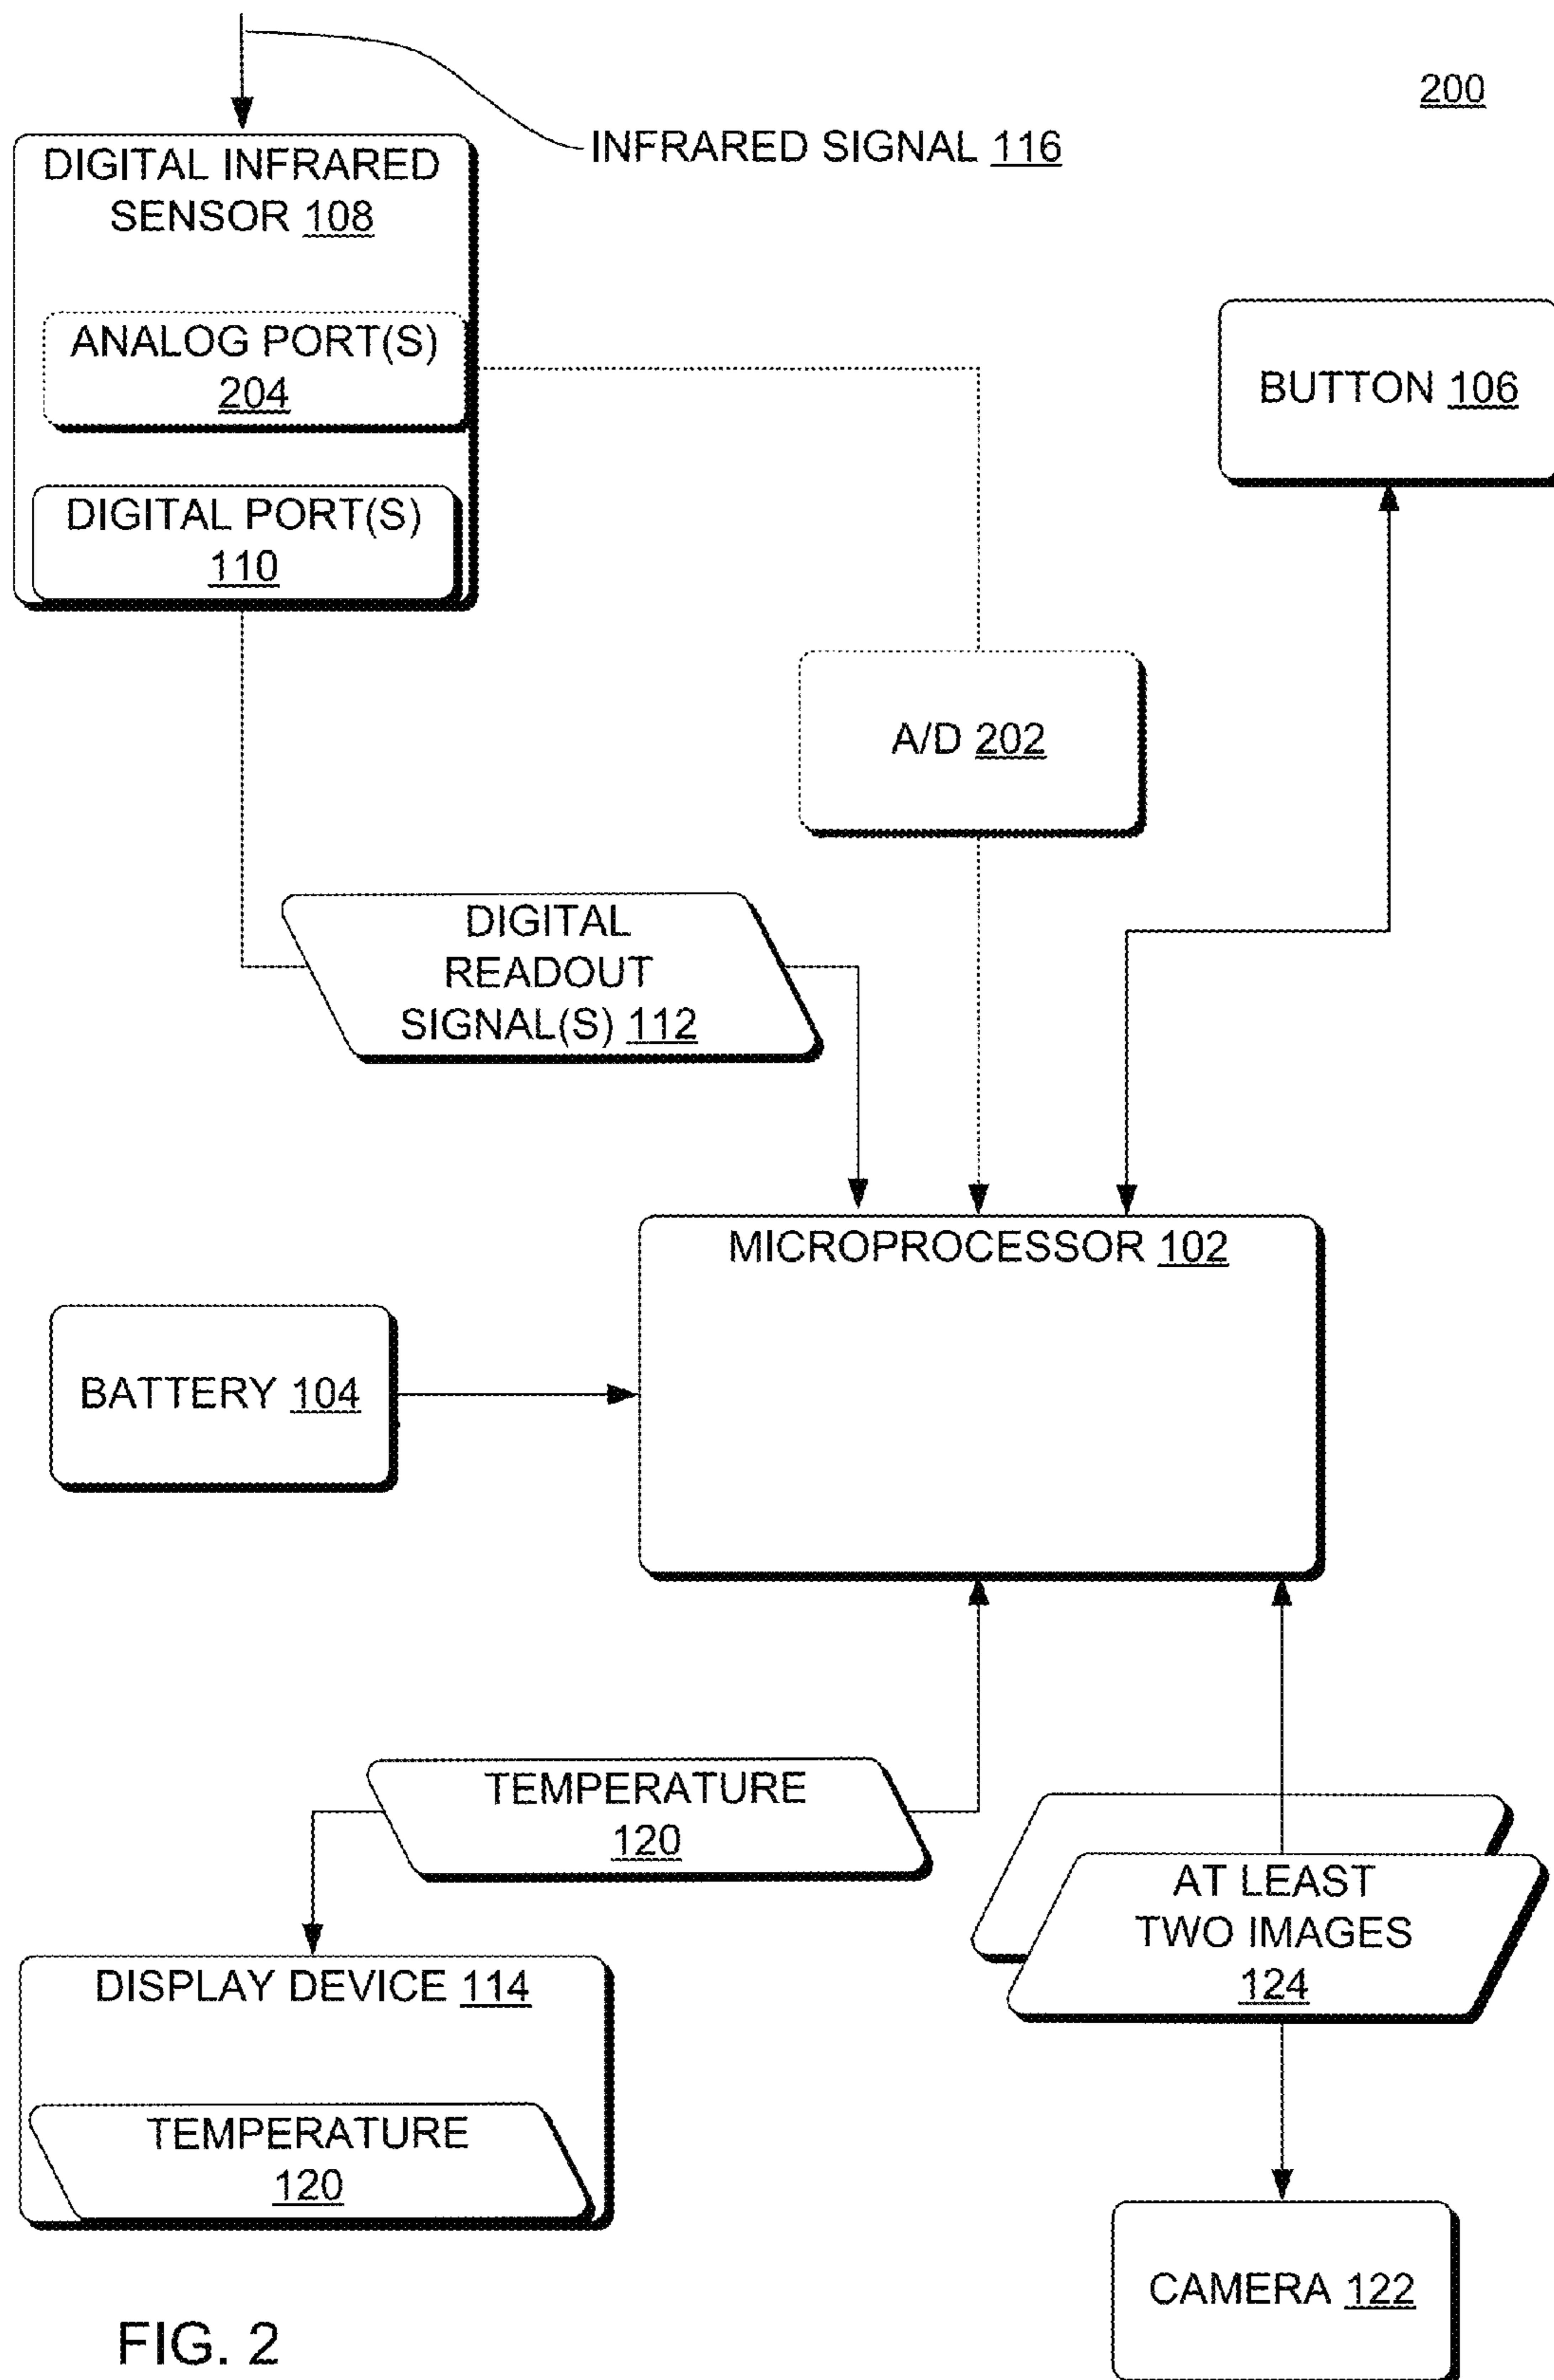 200
INFRARED SIGNAL 116
DIGITAL INFRARED
SENSOR 108
ANALOG PORT(S)
204
DIGITAL PORT(S)
110
BUTTON 106
A/D 202
DIGITAL
READOUT
SIGNAL(S) 112
MICROPROCESSOR 102
BATTERY 104
TEMPERATURE
120
AT LEAST
TWO IMAGES
124
DISPLAY DEVICE 114
TEMPERATURE
120
CAMERA 122
FIG. 2